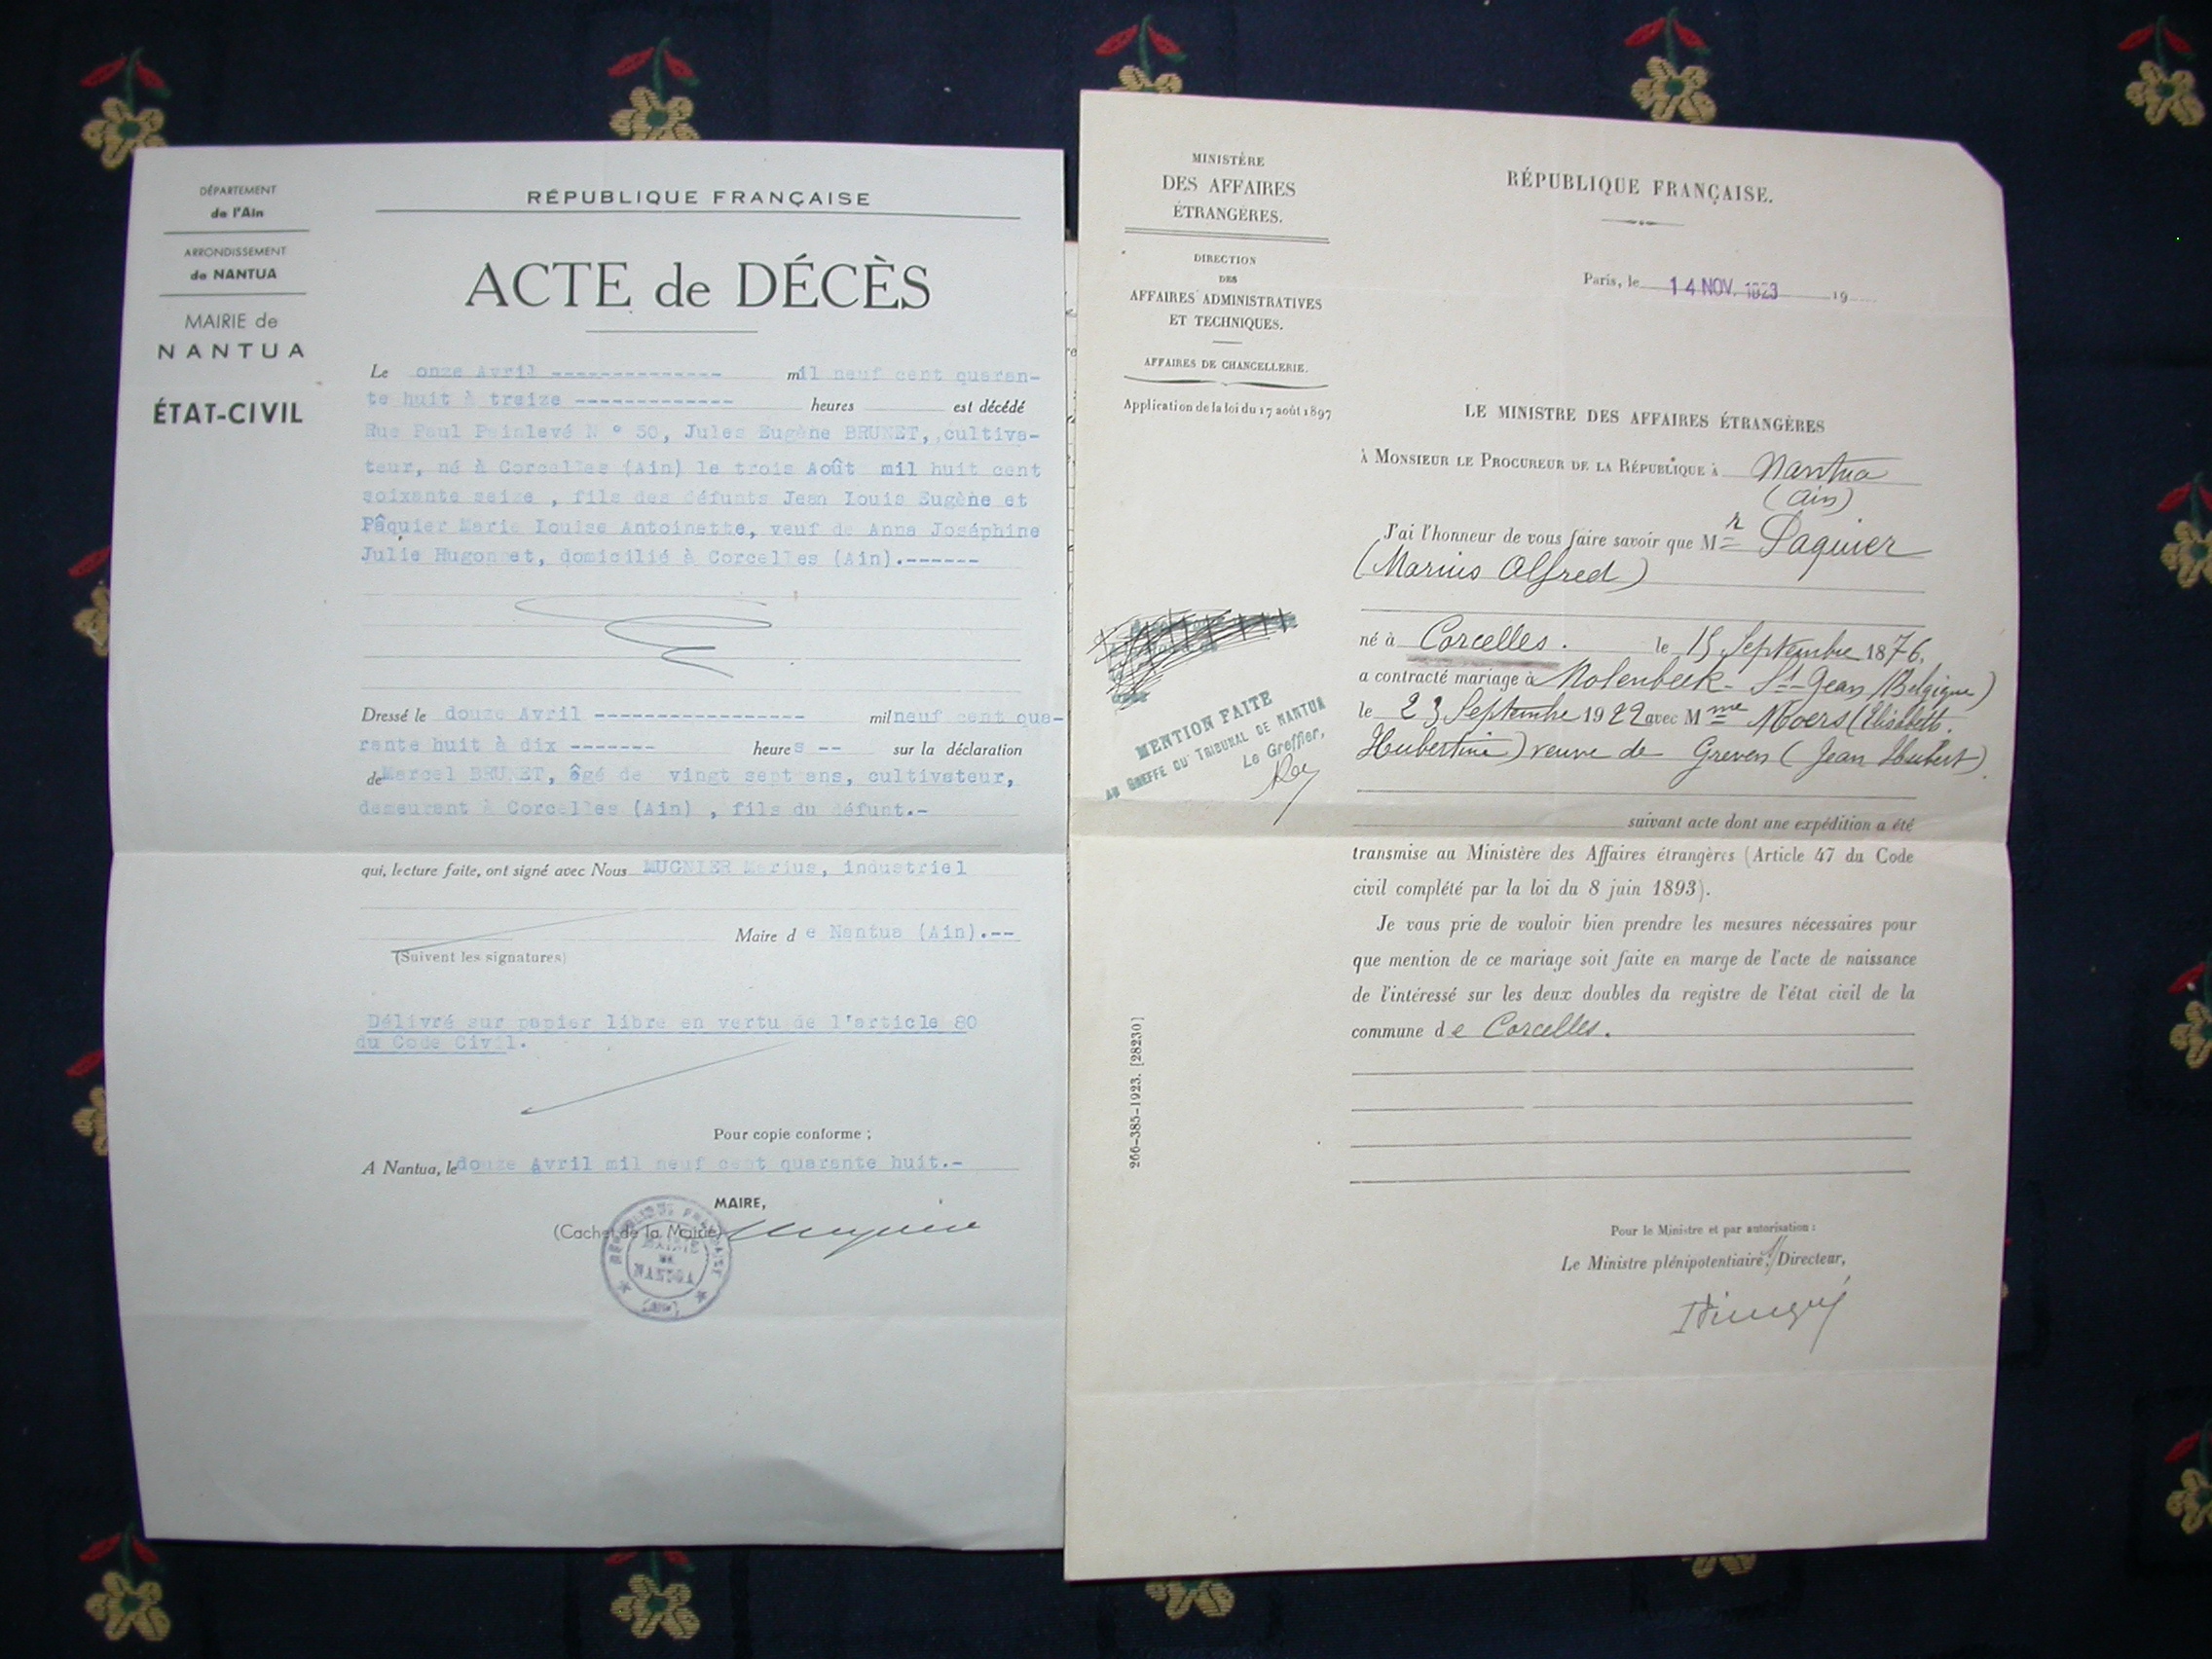 DÉPARTEMENT
de l'Ain
ARRONDISSEMENT
de NANTUA
MAIRIE de
NANTUA
ÉTAT-CIVIL
RÉPUBLIQUE FRANÇAISE
ACTE de DÉCÈS
Le onze Avril -------------- mil neuf cent quaran-
te huit à treize ------------- heures est décédé
Rue Paul Painlevé N° 30, Jules Eugène BRUNET, cultiva-
teur, né à Corcelles (Ain) le trois Août mil huit cent
soixante seize , fils des défunts Jean Louis Eugène et
Pâquier Marie Louise Antoinette, veuf de Anna Joséphine
Julie Hugonnet, domicilié à Corcelles (Ain).------
Dressé le douze Avril ----------------- mil neuf cent qua-
rante huit à dix ------- heures -- sur la déclaration
de Marcel BRUNET, âgé de vingt sept ans, cultivateur,
demeurant à Corcelles (Ain) , fils du défunt.-
qui, lecture faite, ont signé avec Nous MUGNIER Marius, industriel
Maire de Nantua (Ain).--
(Suivent les signatures)
Délivré sur papier libre en vertu de l'article 80
du Code Civil.
Pour copie conforme ;
A Nantua, le douze Avril mil neuf cent quarante huit.-
MAIRE,
(Cachet de la Mairie)
RÉPUBLIQUE FRANÇAISE
MAIRIE
DE
NANTUA
(AIN)
MINISTÈRE
DES AFFAIRES
ÉTRANGÈRES.
DIRECTION
DES
AFFAIRES ADMINISTRATIVES
ET TECHNIQUES.
AFFAIRES DE CHANCELLERIE.
Application de la loi du 17 août 1897
RÉPUBLIQUE FRANÇAISE.
Paris, le 14 NOV. 1923 19
LE MINISTRE DES AFFAIRES ÉTRANGÈRES
à MONSIEUR LE PROCUREUR DE LA RÉPUBLIQUE à Nantua
(Ain)
J'ai l'honneur de vous faire savoir que Mr Paquier
(Marius Alfred)
né à Corcelles. le 15 Septembre 1876,
a contracté mariage à Molenbeek-St-Jean (Belgique)
le 23 Septembre 1922 avec Mme Moers (Elisabeth
Hubertine) veuve de Greven (Jean Hubert).
MENTION FAITE
AU GREFFE DU TRIBUNAL DE NANTUA
Le Greffier,
suivant acte dont une expédition a été
transmise au Ministère des Affaires étrangères (Article 47 du Code
civil complété par la loi du 8 juin 1893).
Je vous prie de vouloir bien prendre les mesures nécessaires pour
que mention de ce mariage soit faite en marge de l'acte de naissance
de l'intéressé sur les deux doubles du registre de l'état civil de la
commune de Corcelles.
266-385-1923. [28230]
Pour le Ministre et par autorisation :
Le Ministre plénipotentiaire, Directeur,